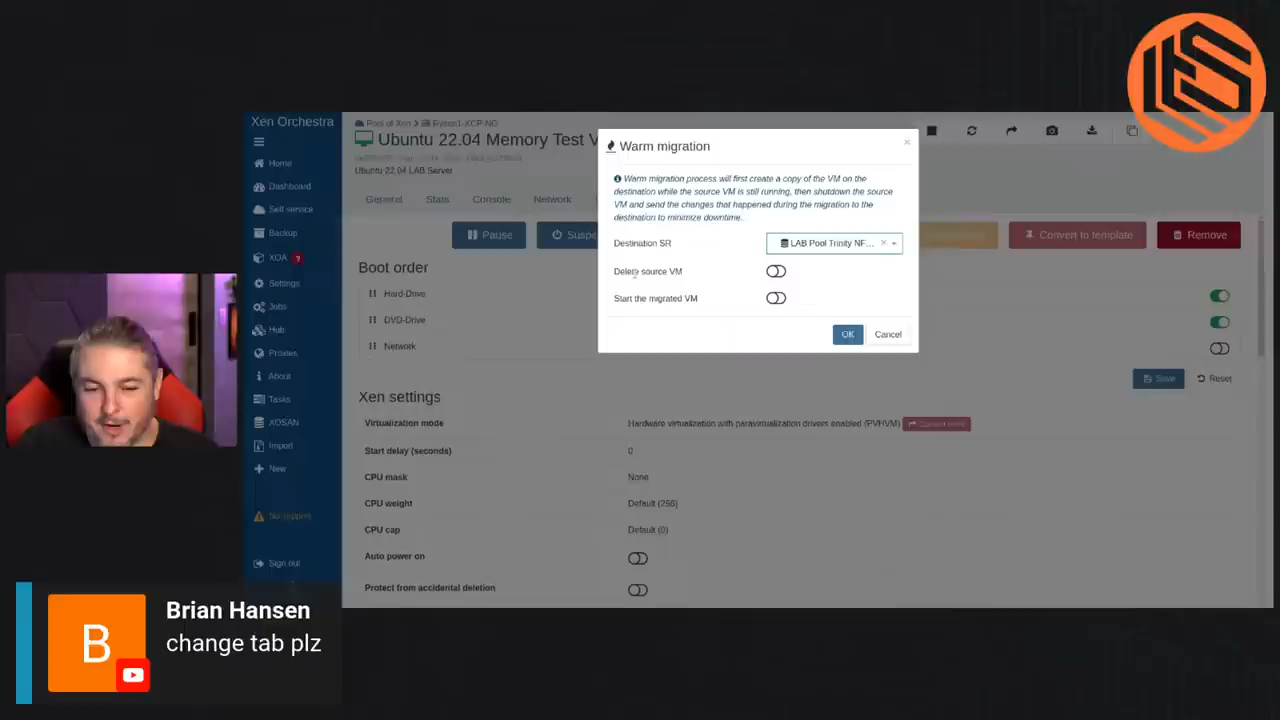 Xen Orchestra
Home
Dashboard
Self service
Backup
XOA ?
Settings
Jobs
Hub
Proxies
About
Tasks
XOSAN
Import
New
No support
Sign out
Pool of Xen
Ubuntu 22.04 Memory Test V
Ubuntu 22.04 LAB Server
General Stats Console Network
Pause Suspe Convert to template Remove
Boot order
Hard-Drive
DVD-Drive
Network
Save Reset
Xen settings
Virtualization mode Hardware virtualization with paravirtualization drivers enabled (PVHVM)
Start delay (seconds) 0
CPU mask None
CPU weight Default (256)
CPU cap Default (0)
Auto power on
Protect from accidental deletion
Warm migration ×
Warm migration process will first create a copy of the VM on the
destination while the source VM is still running, then shutdown the source
VM and send the changes that happened during the migration to the
destination to minimize downtime.
Destination SR LAB Pool Trinity NF... ×
Delete source VM
Start the migrated VM
OK Cancel
B
Brian Hansen
change tab plz